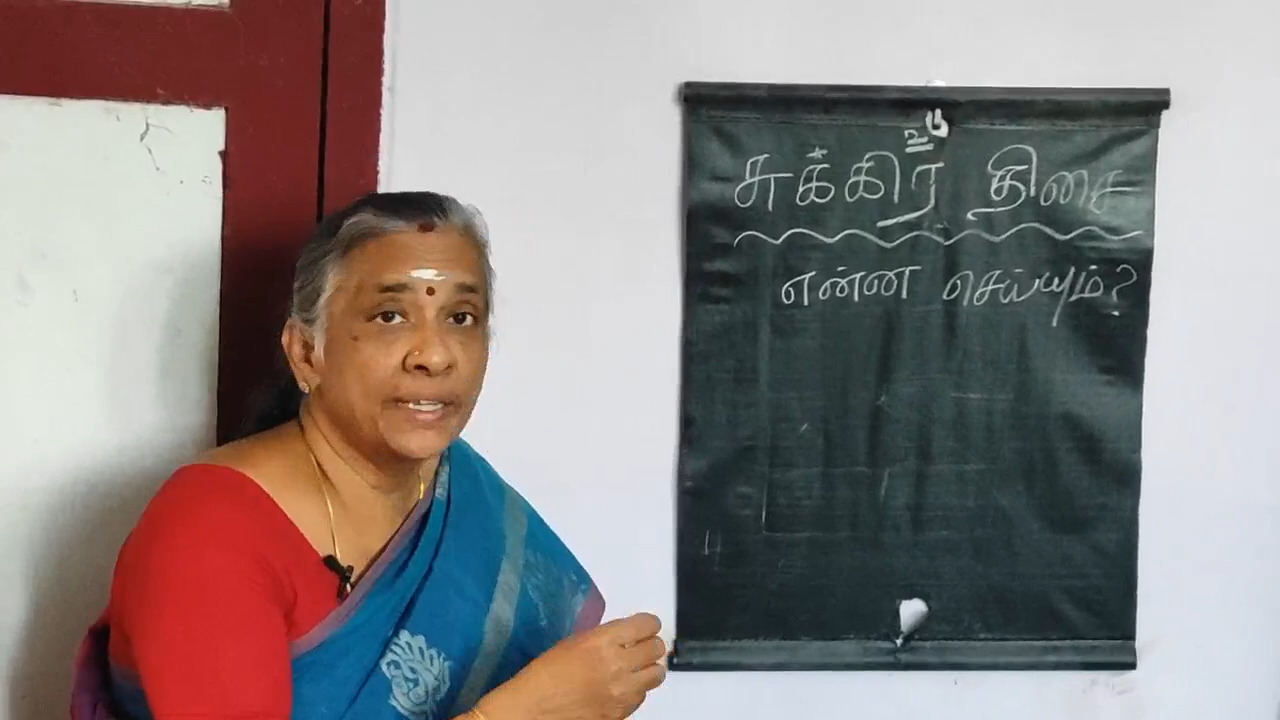 உ
சுக்கிர திசை
என்ன செய்யும்?